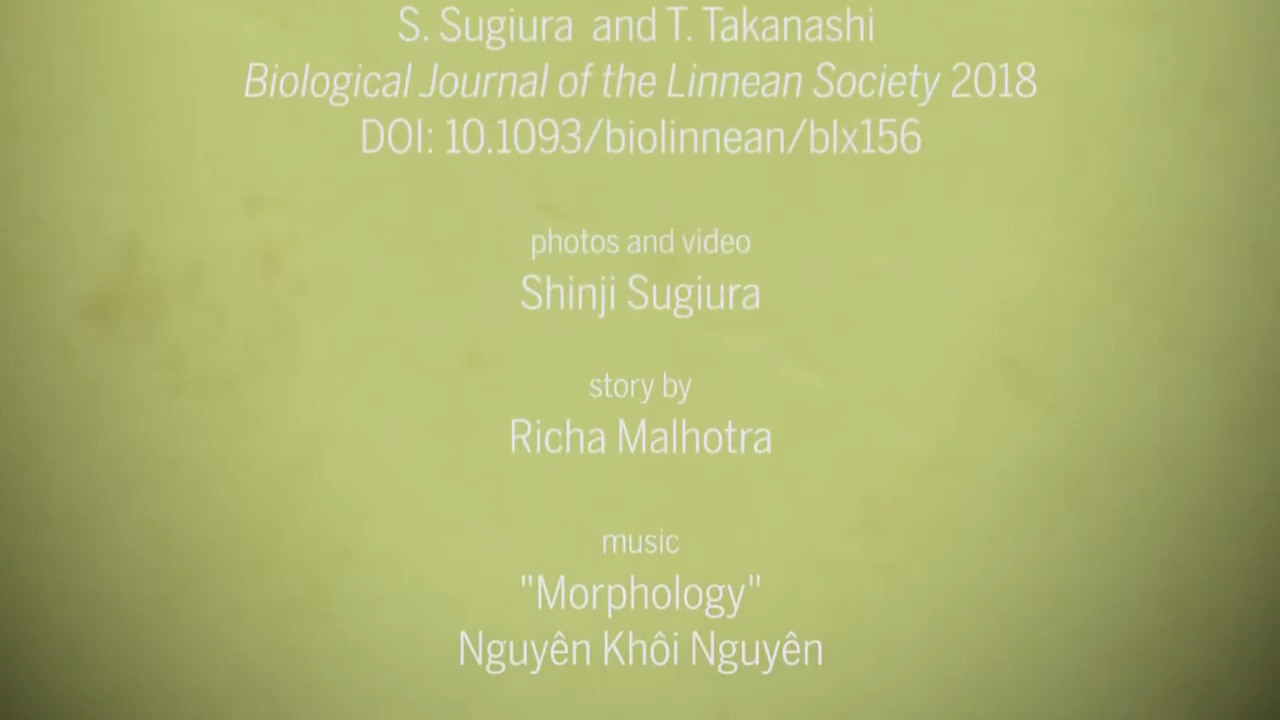 S. Sugiura and T. Takanashi
Biological Journal of the Linnean Society 2018
DOI: 10.1093/biolinnean/blx156
photos and video
Shinji Sugiura
story by
Richa Malhotra
music
"Morphology"
Nguyên Khôi Nguyên